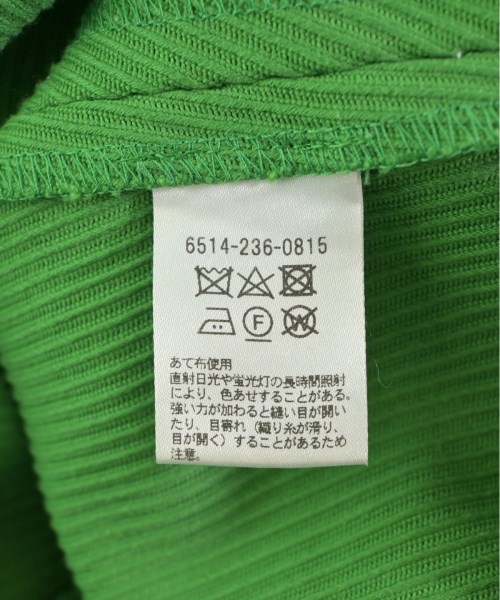 6514-236-0815
F W
あて布使用
直射日光や蛍光灯の長時間照射
により、色あせすることがある。
強い力が加わると縫い目が開い
たり、目寄れ（織り糸が滑り、
目が開く）することがあるため
注意。